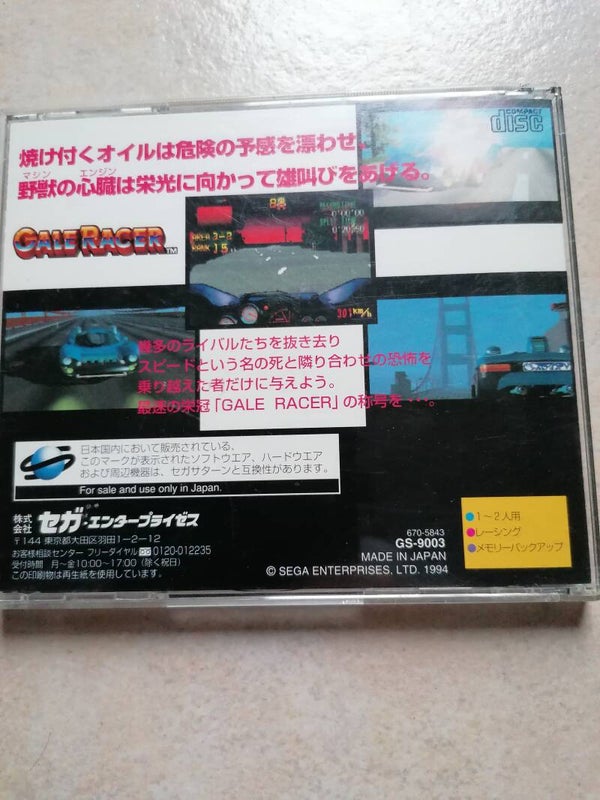 COMPACT
disc
焼け付くオイルは危険の予感を漂わせ、
マシン エンジン
野獣の心臓は栄光に向かって雄叫びをあげる。
GALE RACER™
AREA 3-2
RANK 15
301 km/h
幾多のライバルたちを抜き去り
スピードという名の死と隣り合わせの恐怖を
乗り越えた者だけに与えよう。
最速の栄冠「GALE RACER」の称号を…。
日本国内において販売されている、
このマークが表示されたソフトウエア、ハードウエア
および周辺機器は、セガサターンと互換性があります。
For sale and use only in Japan.
株式会社 セガ・エンタープライゼス
〒144 東京都大田区羽田1-2-12
お客様相談センター フリーダイヤル 0120-012235
受付時間 月〜金10:00〜17:00(除く祝日)
この印刷物は再生紙を使用しています。
670-5843
GS-9003
MADE IN JAPAN
© SEGA ENTERPRISES, LTD. 1994
●1〜2人用
●レーシング
●メモリーバックアップ